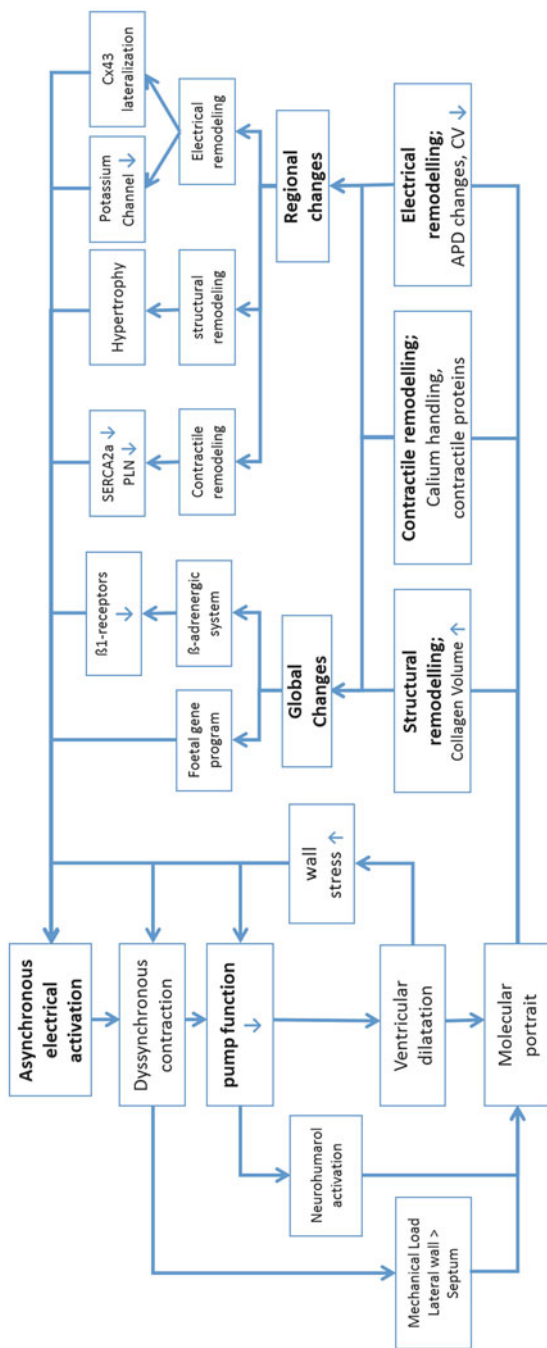 Asynchronous
electrical
activation
Dyssynchronous
contraction
pump function
↓
Ventricular
dilatation
Molecular
portrait
Neurohumarol
activation
Mechanical Load
Lateral wall >
Septum
wall
stress ↑
Foetal gene
program
ß1-receptors
↓
ß-adrenergic
system
Global
Changes
Structural
remodelling;
Collagen Volume ↑
SERCA2a ↓
PLN ↓
Contractile
remodeling
Hypertrophy
structural
remodeling
Potassium
Channel ↓
Cx43
lateralization
Electrical
remodeling
Regional
changes
Contractile remodelling;
Calium handling,
contractile proteins
Electrical
remodelling;
APD changes, CV ↓